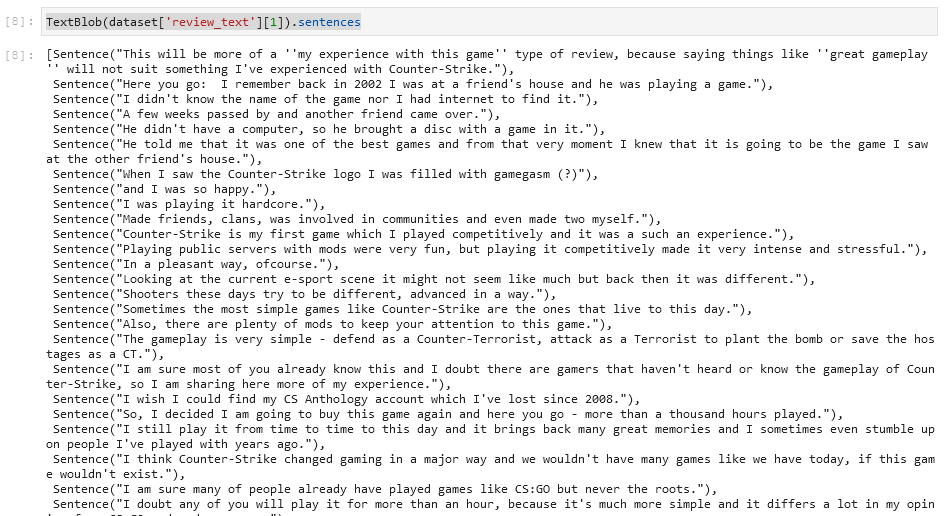 [8]: TextBlob(dataset['review_text'][1]).sentences
[8]: [Sentence("This will be more of a ''my experience with this game'' type of review, because saying things like ''great gameplay
'' will not suit something I've experienced with Counter-Strike."),
Sentence("Here you go:  I remember back in 2002 I was at a friend's house and he was playing a game."),
Sentence("I didn't know the name of the game nor I had internet to find it."),
Sentence("A few weeks passed by and another friend came over."),
Sentence("He didn't have a computer, so he brought a disc with a game in it."),
Sentence("He told me that it was one of the best games and from that very moment I knew that it is going to be the game I saw
at the other friend's house."),
Sentence("When I saw the Counter-Strike logo I was filled with gamegasm (?)"),
Sentence("and I was so happy."),
Sentence("I was playing it hardcore."),
Sentence("Made friends, clans, was involved in communities and even made two myself."),
Sentence("Counter-Strike is my first game which I played competitively and it was a such an experience."),
Sentence("Playing public servers with mods were very fun, but playing it competitively made it very intense and stressful."),
Sentence("In a pleasant way, ofcourse."),
Sentence("Looking at the current e-sport scene it might not seem like much but back then it was different."),
Sentence("Shooters these days try to be different, advanced in a way."),
Sentence("Sometimes the most simple games like Counter-Strike are the ones that live to this day."),
Sentence("Also, there are plenty of mods to keep your attention to this game."),
Sentence("The gameplay is very simple - defend as a Counter-Terrorist, attack as a Terrorist to plant the bomb or save the hos
tages as a CT."),
Sentence("I am sure most of you already know this and I doubt there are gamers that haven't heard or know the gameplay of Coun
ter-Strike, so I am sharing here more of my experience."),
Sentence("I wish I could find my CS Anthology account which I've lost since 2008."),
Sentence("So, I decided I am going to buy this game again and here you go - more than a thousand hours played."),
Sentence("I still play it from time to time to this day and it brings back many great memories and I sometimes even stumble up
on people I've played with years ago."),
Sentence("I think Counter-Strike changed gaming in a major way and we wouldn't have many games like we have today, if this gam
e wouldn't exist."),
Sentence("I am sure many of people already have played games like CS:GO but never the roots."),
Sentence("I doubt any of you will play it for more than an hour, because it's much more simple and it differs a lot in my opin